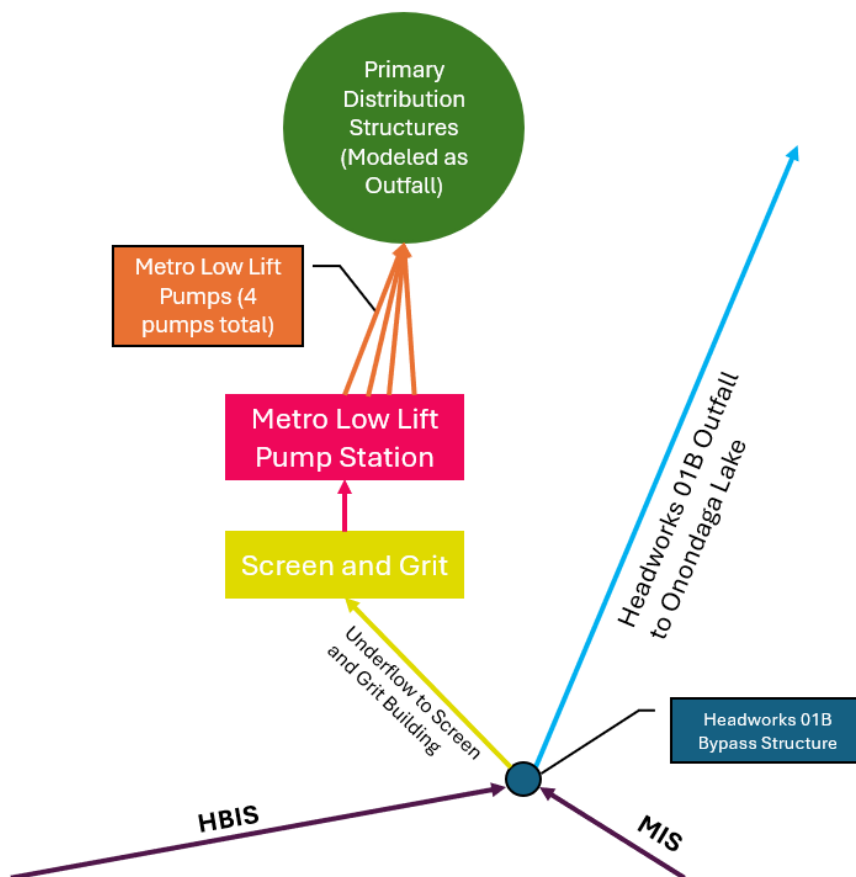 Primary
Distribution
Structures
(Modeled as
Outfall)
Metro Low Lift
Pumps (4
pumps total)
Metro Low Lift
Pump Station
Screen and Grit
Underflow to Screen
and Grit Building
Headworks 01B Outfall
to Onondaga Lake
Headworks 01B
Bypass Structure
HBIS
MIS